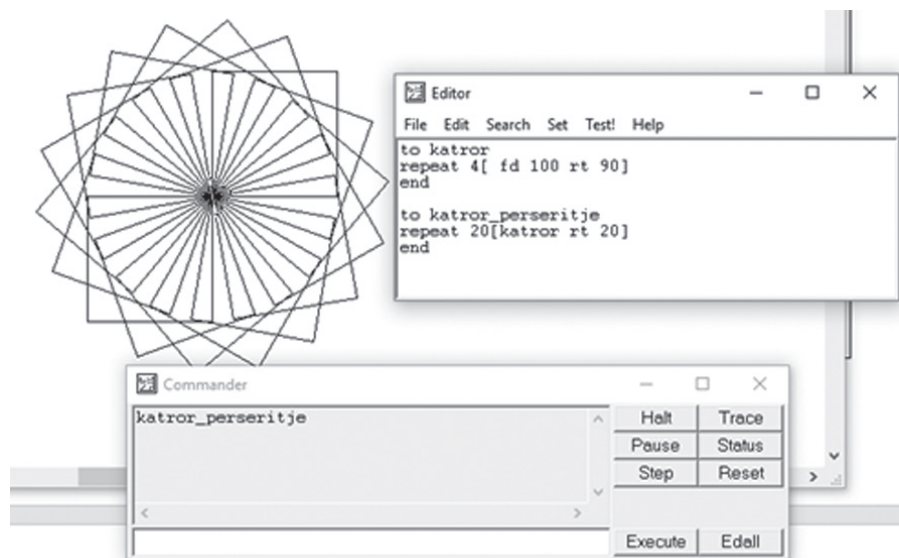 Editor
File Edit Search Set Test! Help
to katror
repeat 4[ fd 100 rt 90]
end
to katror_perseritje
repeat 20[katror rt 20]
end
Commander
katror_perseritje
Halt Trace
Pause Status
Step Reset
Execute Edall